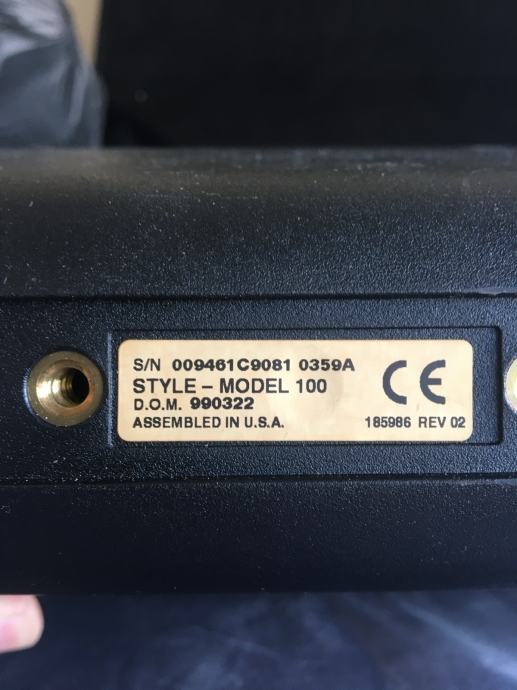 S/N 009461C9081 0359A
STYLE – MODEL 100
D.O.M. 990322
ASSEMBLED IN U.S.A.
CE
185986 REV 02